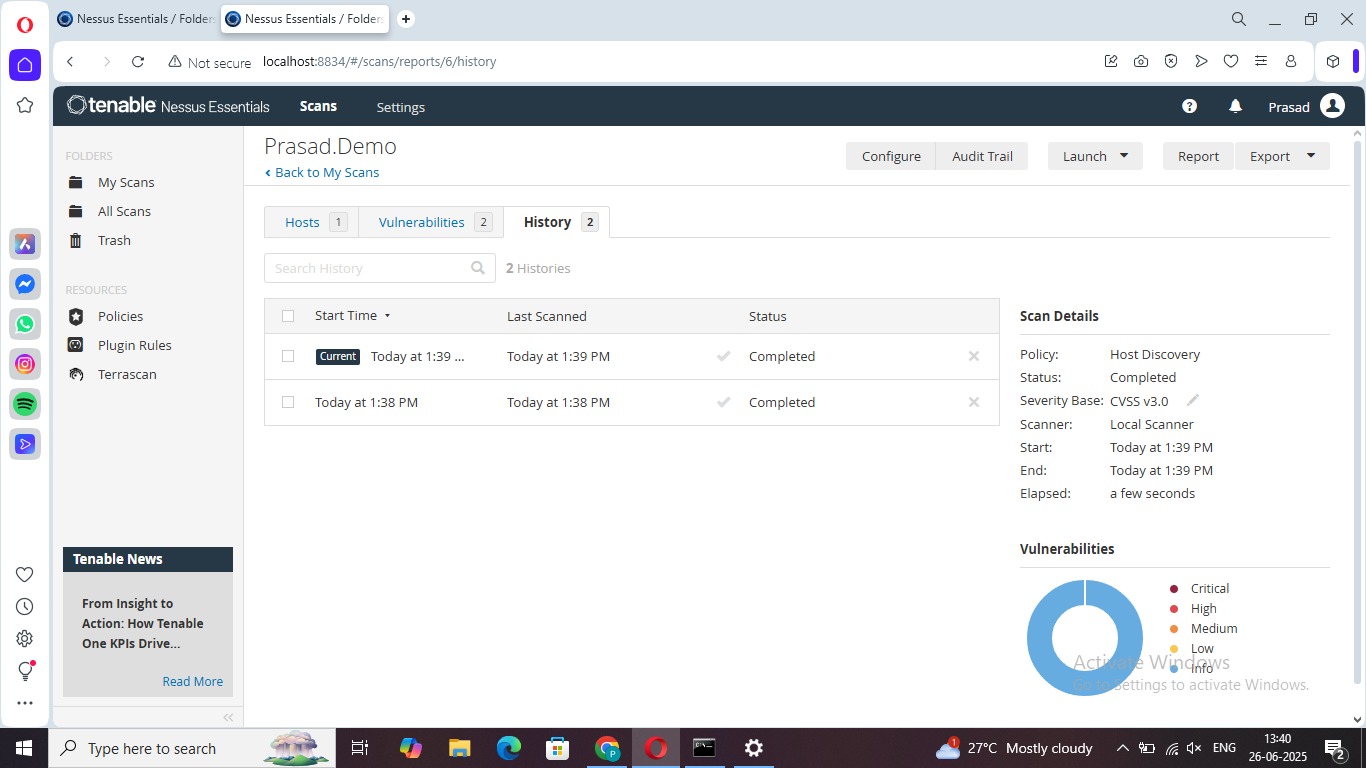 Nessus Essentials / Folders
Nessus Essentials / Folders
Not secure
localhost:8834/#/scans/reports/6/history
tenable Nessus Essentials
Scans
Settings
Prasad
FOLDERS
My Scans
All Scans
Trash
RESOURCES
Policies
Plugin Rules
Terrascan
Tenable News
From Insight to
Action: How Tenable
One KPIs Drive...
Read More
Prasad.Demo
Back to My Scans
Configure
Audit Trail
Launch
Report
Export
Hosts 1
Vulnerabilities 2
History 2
Search History
2 Histories
Start Time Last Scanned Status
Current Today at 1:39 ... Today at 1:39 PM Completed
Today at 1:38 PM Today at 1:38 PM Completed
Scan Details
Policy: Host Discovery
Status: Completed
Severity Base: CVSS v3.0
Scanner: Local Scanner
Start: Today at 1:39 PM
End: Today at 1:39 PM
Elapsed: a few seconds
Vulnerabilities
Critical
High
Medium
Low
Info
Activate Windows
Go to Settings to activate Windows.
Type here to search
1
27°C Mostly cloudy
ENG
13:40
26-06-2025
2